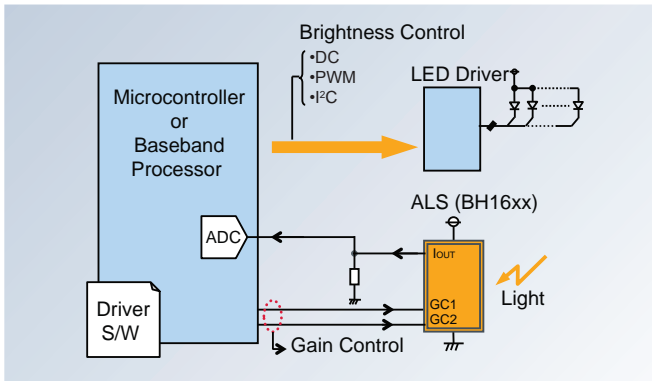 Brightness Control
•DC
•PWM
•I²C
LED Driver
Microcontroller
or
Baseband
Processor
ALS (BH16xx)
ADC
IOUT
Light
Driver
S/W
GC1
GC2
Gain Control